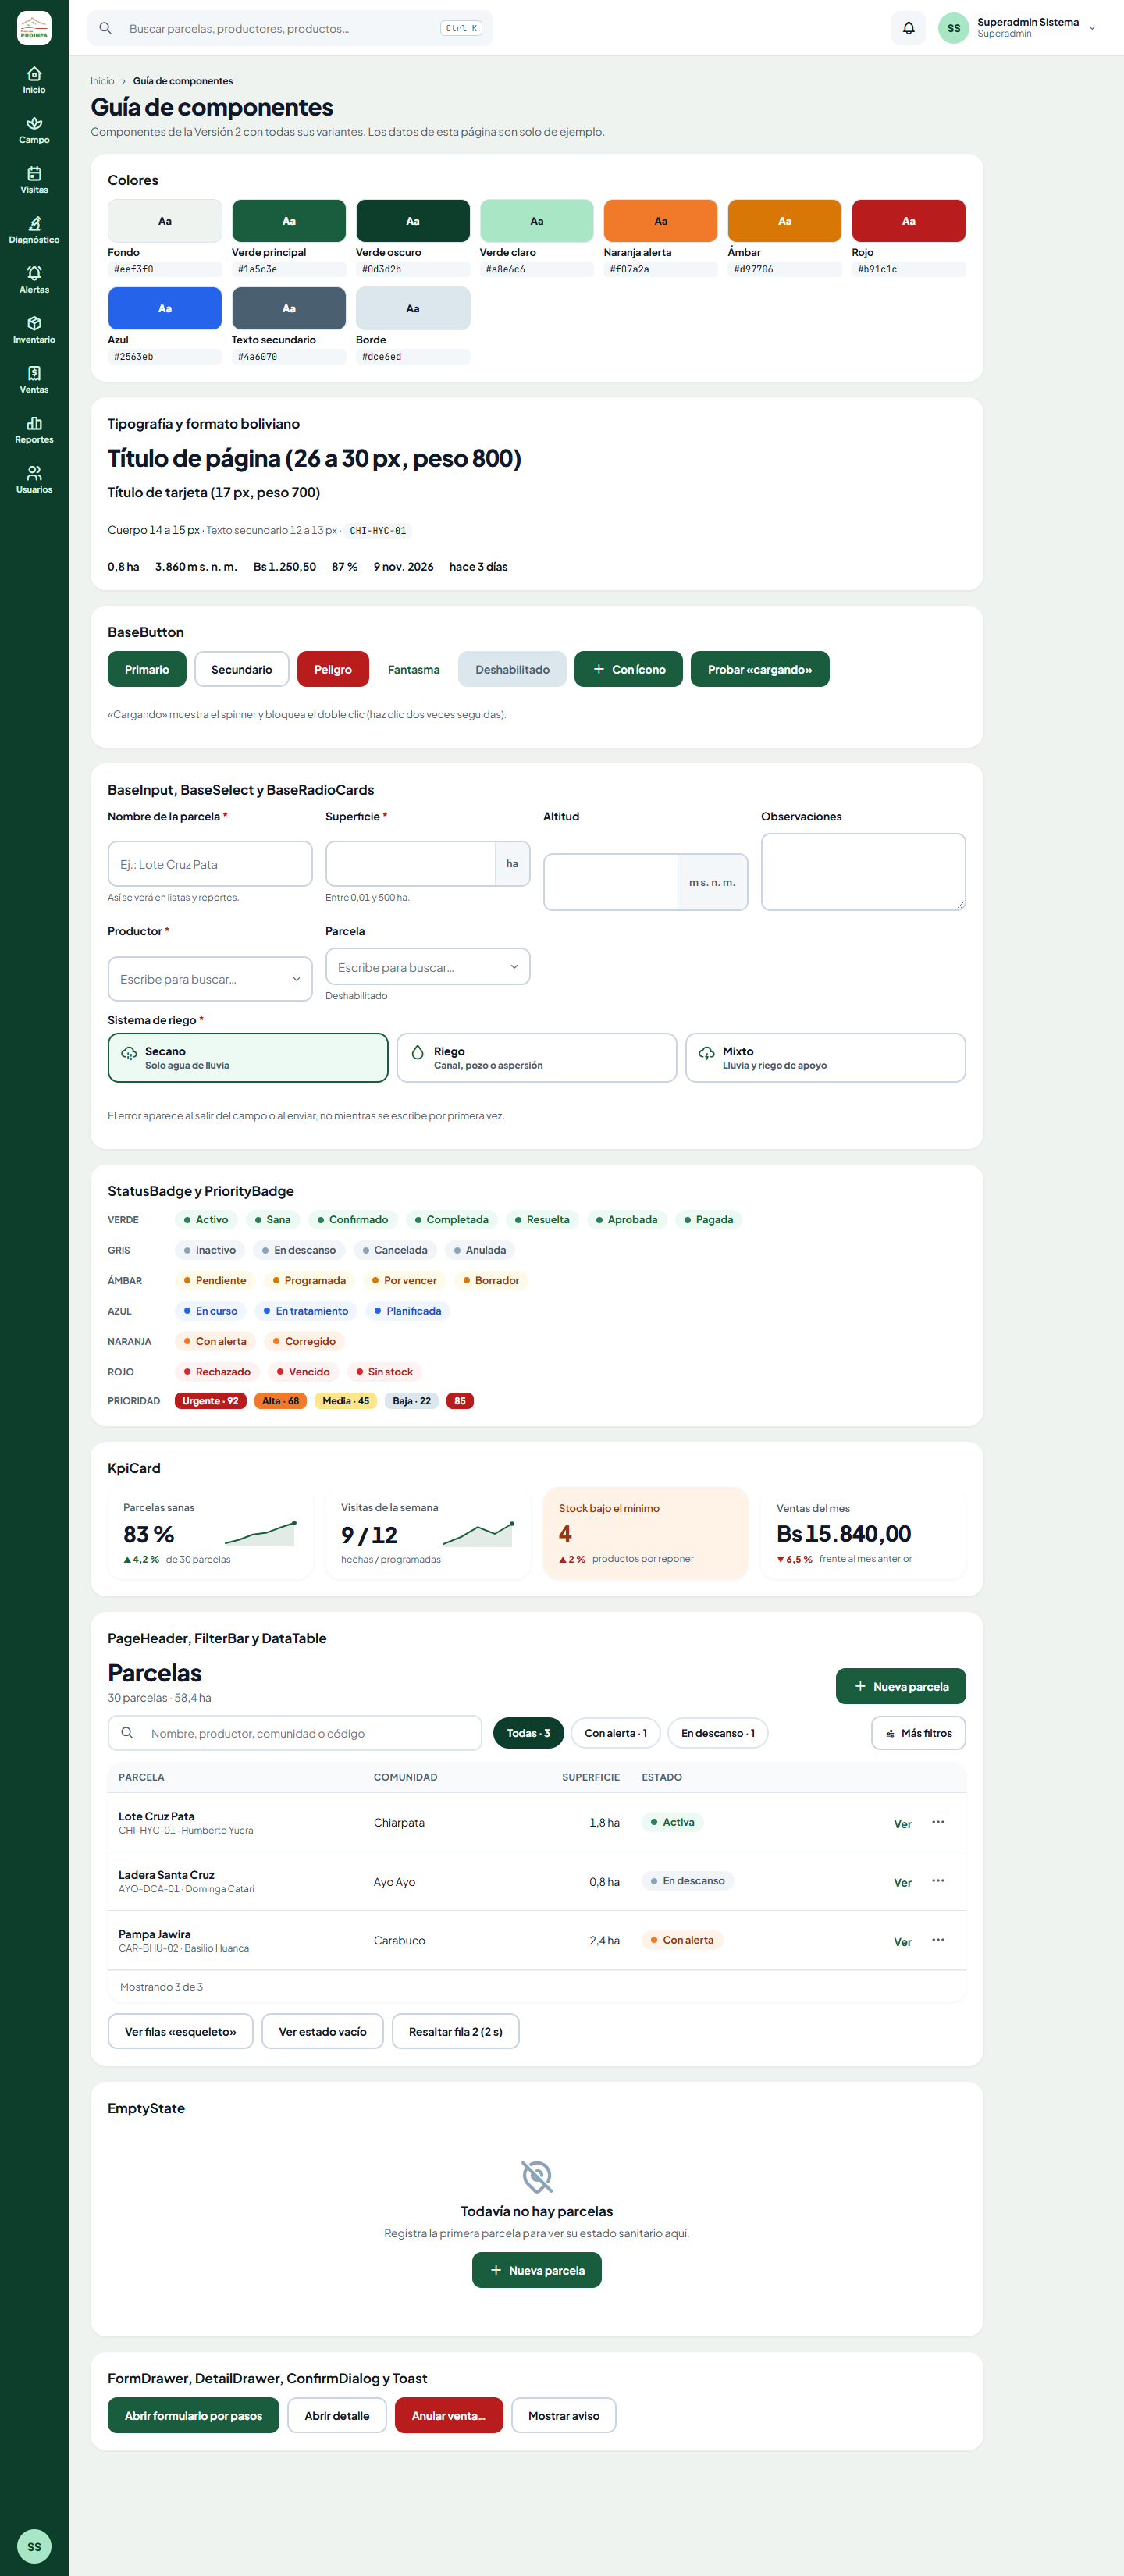 PROINPA
Buscar parcelas, productores, productos...
Ctrl K
SS
Superadmin Sistema
Superadmin
Inicio
Campo
Visitas
Diagnóstico
Alertas
Inventario
Ventas
Reportes
Usuarios
Inicio > Guía de componentes
Guía de componentes
Componentes de la Versión 2 con todas sus variantes. Los datos de esta página son solo de ejemplo.
Colores
Aa Aa Aa Aa Aa Aa Aa
Fondo Verde principal Verde oscuro Verde claro Naranja alerta Ámbar Rojo
#eef3f0 #1a5c3e #0d3d2b #a8e6c6 #f07a2a #d97706 #b91c1c
Aa Aa Aa
Azul Texto secundario Borde
#2563eb #4a6070 #dce6ed
Tipografía y formato boliviano
Título de página (26 a 30 px, peso 800)
Título de tarjeta (17 px, peso 700)
Cuerpo 14 a 15 px · Texto secundario 12 a 13 px · CHI-HYC-01
0,8 ha 3.860 m s. n. m. Bs 1.250,50 87 % 9 nov. 2026 hace 3 días
BaseButton
Primario Secundario Peligro Fantasma Deshabilitado + Con ícono Probar «cargando»
«Cargando» muestra el spinner y bloquea el doble clic (haz clic dos veces seguidas).
BaseInput, BaseSelect y BaseRadioCards
Nombre de la parcela * Superficie * Altitud Observaciones
Ej.: Lote Cruz Pata ha m s. n. m.
Así se verá en listas y reportes. Entre 0,01 y 500 ha.
Productor * Parcela
Escribe para buscar... Escribe para buscar...
Deshabilitado.
Sistema de riego *
Secano Riego Mixto
Solo agua de lluvia Canal, pozo o aspersión Lluvia y riego de apoyo
El error aparece al salir del campo o al enviar, no mientras se escribe por primera vez.
StatusBadge y PriorityBadge
VERDE Activo Sana Confirmado Completada Resuelta Aprobada Pagada
GRIS Inactivo En descanso Cancelada Anulada
ÁMBAR Pendiente Programada Por vencer Borrador
AZUL En curso En tratamiento Planificada
NARANJA Con alerta Corregido
ROJO Rechazado Vencido Sin stock
PRIORIDAD Urgente · 92 Alta · 68 Media · 45 Baja · 22 85
KpiCard
Parcelas sanas Visitas de la semana Stock bajo el mínimo Ventas del mes
83 % 9 / 12 4 Bs 15.840,00
▲ 4,2 % de 30 parcelas hechas / programadas ▲ 2 % productos por reponer ▼ 6,5 % frente al mes anterior
PageHeader, FilterBar y DataTable
Parcelas
30 parcelas · 58,4 ha
+ Nueva parcela
Nombre, productor, comunidad o código Todas · 3 Con alerta · 1 En descanso · 1 Más filtros
PARCELA COMUNIDAD SUPERFICIE ESTADO
Lote Cruz Pata
CHI-HYC-01 · Humberto Yucra
Chiarpata 1,8 ha Activa Ver ...
Ladera Santa Cruz
AYO-DCA-01 · Dominga Catari
Ayo Ayo 0,8 ha En descanso Ver ...
Pampa Jawira
CAR-BHU-02 · Basilio Huanca
Carabuco 2,4 ha Con alerta Ver ...
Mostrando 3 de 3
Ver filas «esqueleto» Ver estado vacío Resaltar fila 2 (2 s)
EmptyState
Todavía no hay parcelas
Registra la primera parcela para ver su estado sanitario aquí.
+ Nueva parcela
FormDrawer, DetailDrawer, ConfirmDialog y Toast
Abrir formulario por pasos Abrir detalle Anular venta... Mostrar aviso
SS